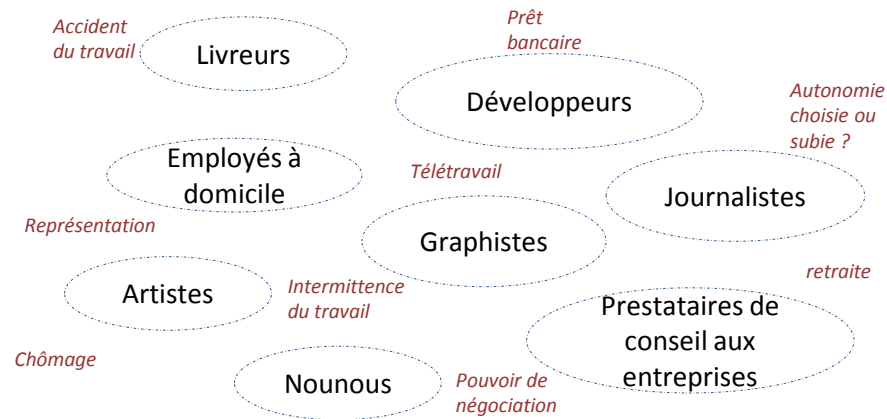 Accident
du travail
Livreurs
Prêt
bancaire
Développeurs
Autonomie
choisie ou
subie ?
Employés à
domicile
Télétravail
Journalistes
Représentation
Graphistes
Artistes
Intermittence
du travail
retraite
Prestataires de
conseil aux
entreprises
Chômage
Nounous
Pouvoir de
négociation